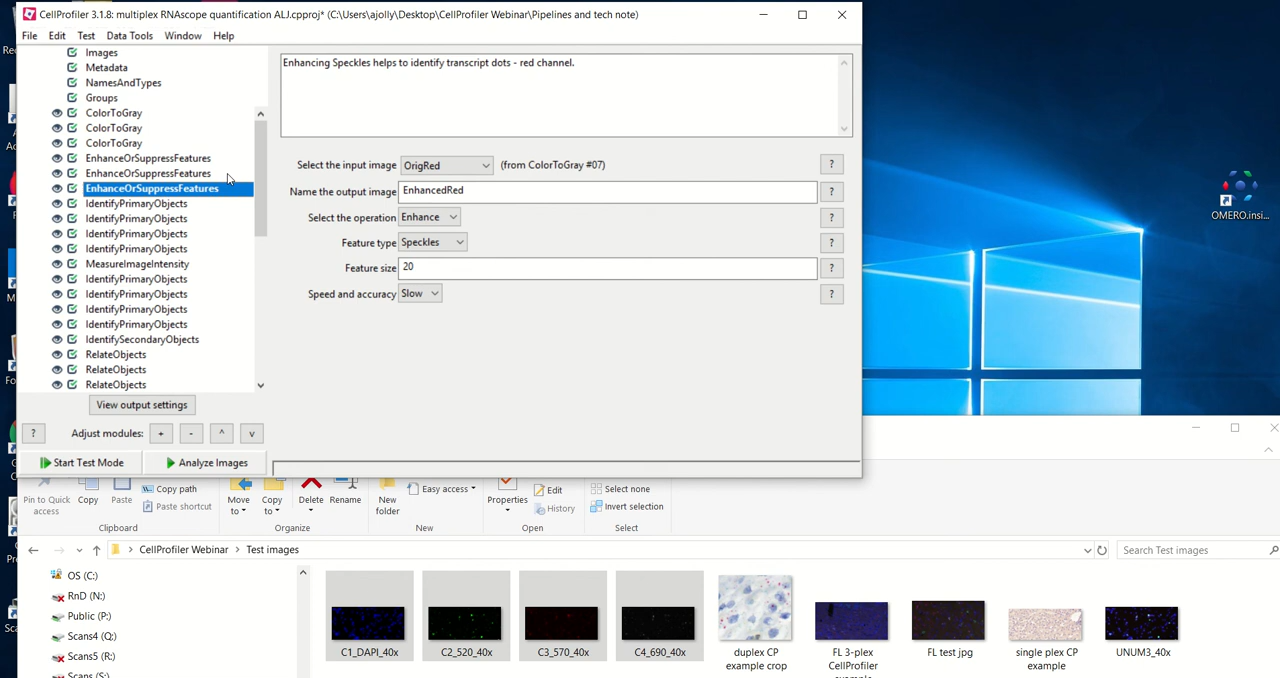 CellProfiler 3.1.8: multiplex RNAscope quantification ALJ.cpproj* (C:\Users\ajolly\Desktop\CellProfiler Webinar\Pipelines and tech note)
File Edit Test Data Tools Window Help
Images
Metadata
NamesAndTypes
Groups
ColorToGray
ColorToGray
ColorToGray
EnhanceOrSuppressFeatures
EnhanceOrSuppressFeatures
EnhanceOrSuppressFeatures
IdentifyPrimaryObjects
IdentifyPrimaryObjects
IdentifyPrimaryObjects
IdentifyPrimaryObjects
MeasureImageIntensity
IdentifyPrimaryObjects
IdentifyPrimaryObjects
IdentifyPrimaryObjects
IdentifyPrimaryObjects
IdentifySecondaryObjects
RelateObjects
RelateObjects
RelateObjects
View output settings
? Adjust modules: + - ^ v
Start Test Mode Analyze Images
Enhancing Speckles helps to identify transcript dots - red channel.
Select the input image OrigRed (from ColorToGray #07) ?
Name the output image EnhancedRed ?
Select the operation Enhance ?
Feature type Speckles ?
Feature size 20 ?
Speed and accuracy Slow ?
OMERO.insi...
Pin to Quick access
Copy
Paste
Copy path
Paste shortcut
Clipboard
Move to
Copy to
Delete
Rename
Organize
New folder
Easy access
New
Properties
Edit
History
Open
Select none
Invert selection
Select
CellProfiler Webinar > Test images
Search Test images
OS (C:)
RnD (N:)
Public (P:)
Scans4 (Q:)
Scans5 (R:)
Scans (S:)
C1_DAPI_40x
C2_520_40x
C3_570_40x
C4_690_40x
duplex CP
example crop
FL 3-plex
CellProfiler
example
FL test jpg
single plex CP
example
UNUM3_40x